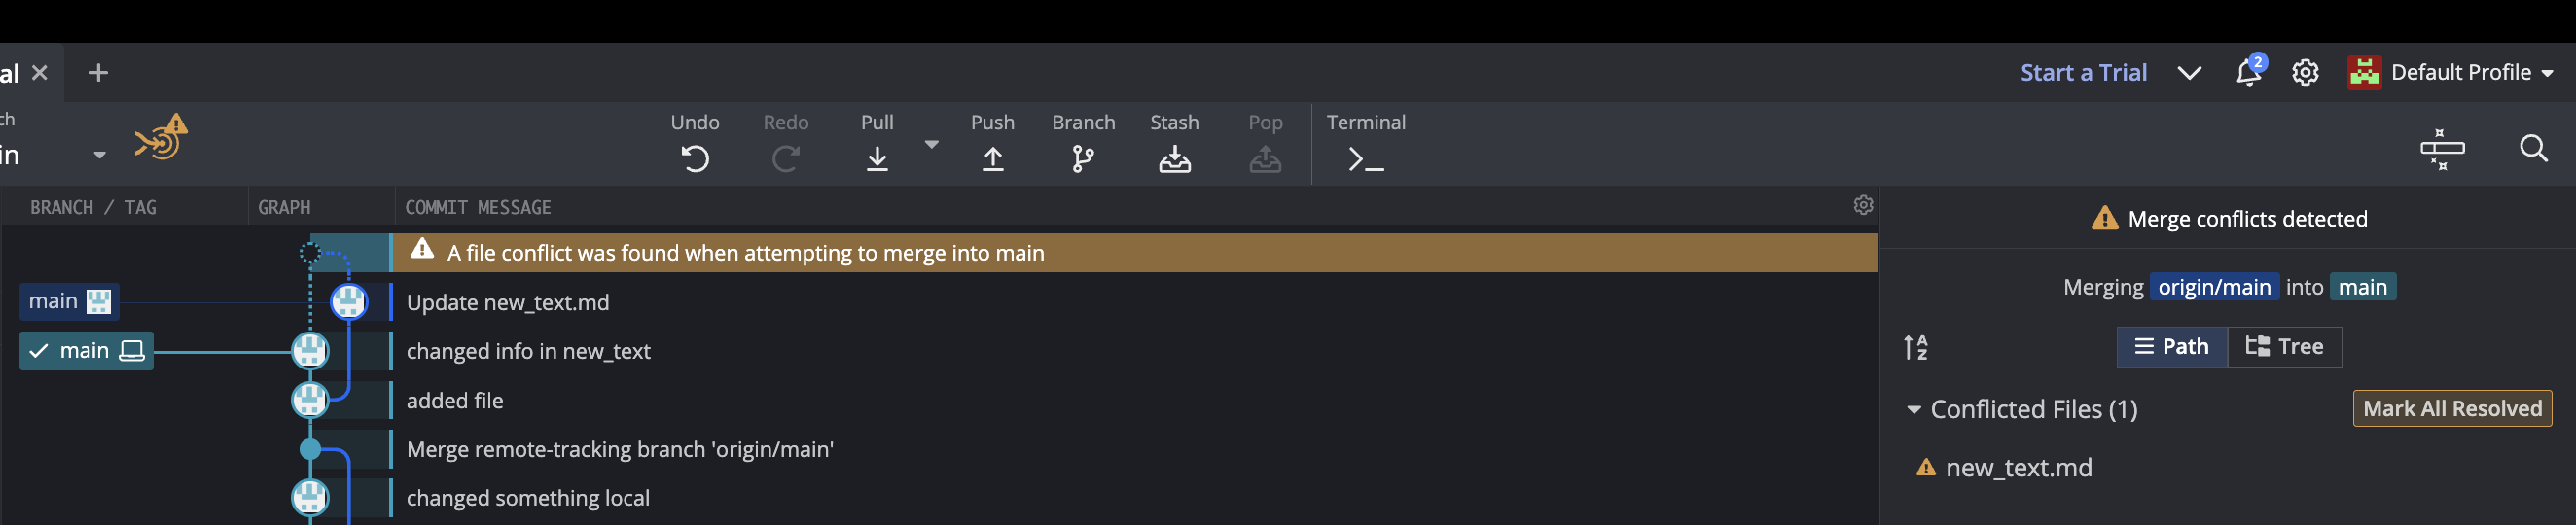 al
Start a Trial
2
Default Profile
ch
in
Undo
Redo
Pull
Push
Branch
Stash
Pop
Terminal
BRANCH / TAG
GRAPH
COMMIT MESSAGE
A file conflict was found when attempting to merge into main
main
Update new_text.md
main
changed info in new_text
added file
Merge remote-tracking branch 'origin/main'
changed something local
Merge conflicts detected
Merging origin/main into main
A
Z
Path
Tree
Conflicted Files (1)
Mark All Resolved
new_text.md